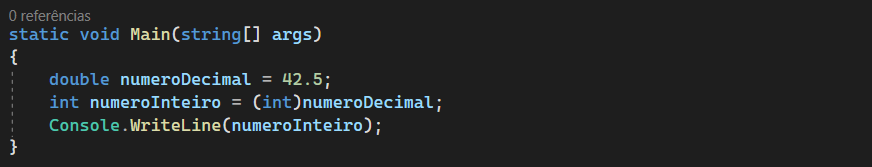 0 referências
static void Main(string[] args)
{
double numeroDecimal = 42.5;
int numeroInteiro = (int)numeroDecimal;
Console.WriteLine(numeroInteiro);
}